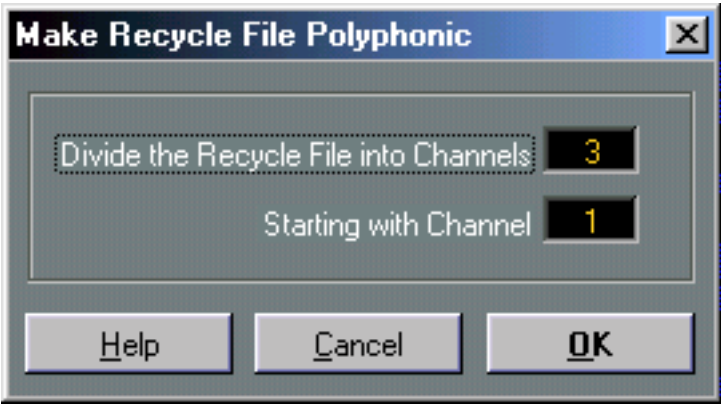 Make Recycle File Polyphonic
Divide the Recycle File into Channels 3
Starting with Channel 1
Help Cancel OK